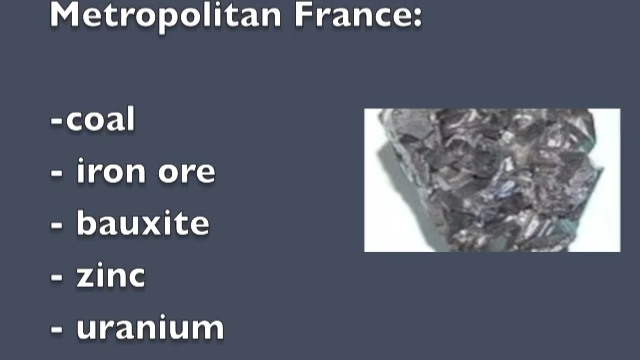 Metropolitan France:
-coal
- iron ore
- bauxite
- zinc
- uranium